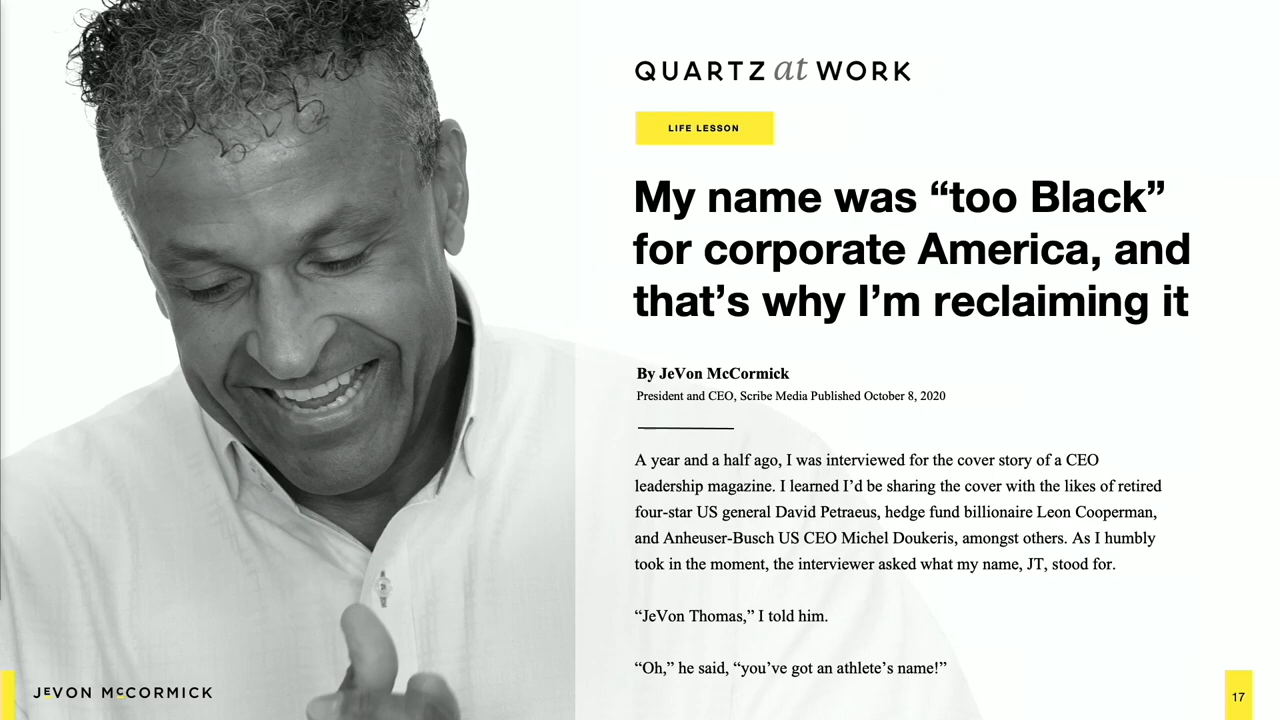 QUARTZ at WORK
LIFE LESSON
My name was “too Black”
for corporate America, and
that’s why I’m reclaiming it
By JeVon McCormick
President and CEO, Scribe Media Published October 8, 2020
A year and a half ago, I was interviewed for the cover story of a CEO
leadership magazine. I learned I’d be sharing the cover with the likes of retired
four-star US general David Petraeus, hedge fund billionaire Leon Cooperman,
and Anheuser-Busch US CEO Michel Doukeris, amongst others. As I humbly
took in the moment, the interviewer asked what my name, JT, stood for.
“JeVon Thomas,” I told him.
“Oh,” he said, “you’ve got an athlete’s name!”
JEVON MCCORMICK
17